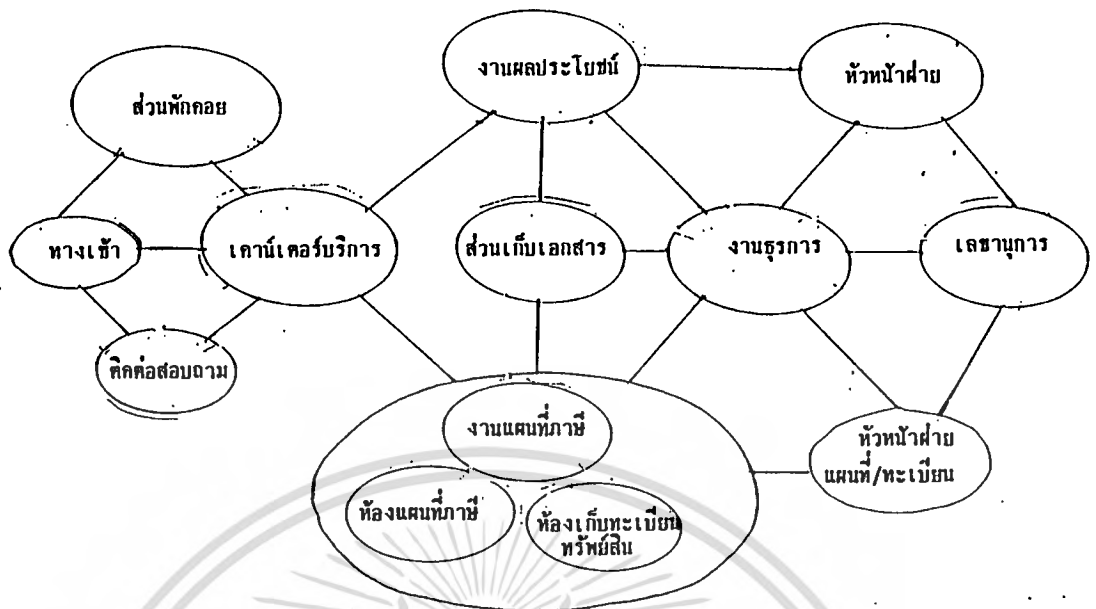 งานผลประโยชน์
หัวหน้าฝ่าย
ส่วนพักคอย
ทางเข้า
เคาน์เตอร์บริการ
ส่วนเก็บเอกสาร
งานธุรการ
เลขานุการ
ติดต่อสอบถาม
งานแผนที่ภาษี
หัวหน้าฝ่าย
แผนที่/ทะเบียน
ห้องแผนที่ภาษี
ห้องเก็บทะเบียน
ทรัพย์สิน